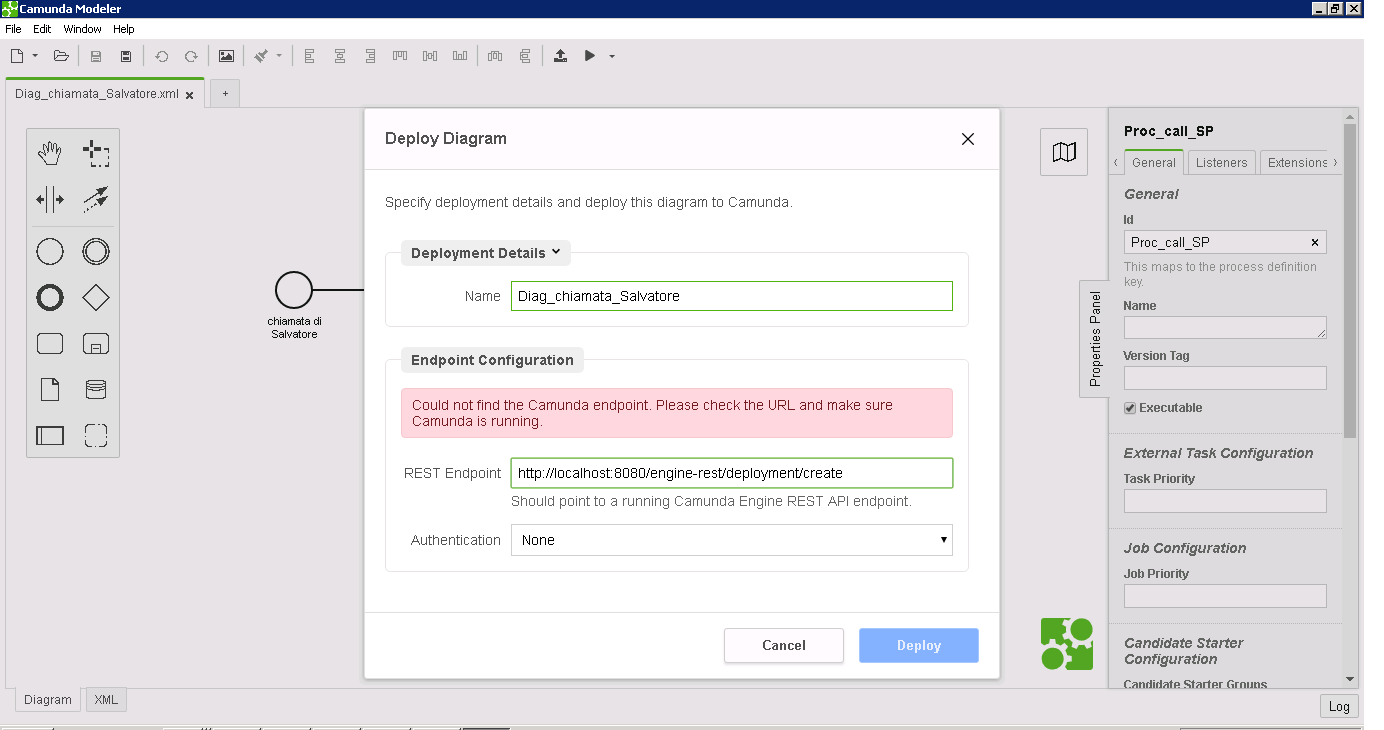 Camunda Modeler
File Edit Window Help
Diag_chiamata_Salvatore.xml
+
chiamata di
Salvatore
Deploy Diagram
Specify deployment details and deploy this diagram to Camunda.
Deployment Details
Name Diag_chiamata_Salvatore
Endpoint Configuration
Could not find the Camunda endpoint. Please check the URL and make sure
Camunda is running.
REST Endpoint http://localhost:8080/engine-rest/deployment/create
Should point to a running Camunda Engine REST API endpoint.
Authentication None
Cancel Deploy
Properties Panel
Proc_call_SP
General Listeners Extensions
General
Id
Proc_call_SP
This maps to the process definition
key.
Name
Version Tag
Executable
External Task Configuration
Task Priority
Job Configuration
Job Priority
Candidate Starter
Configuration
Candidate Starter Groups
Diagram XML
Log